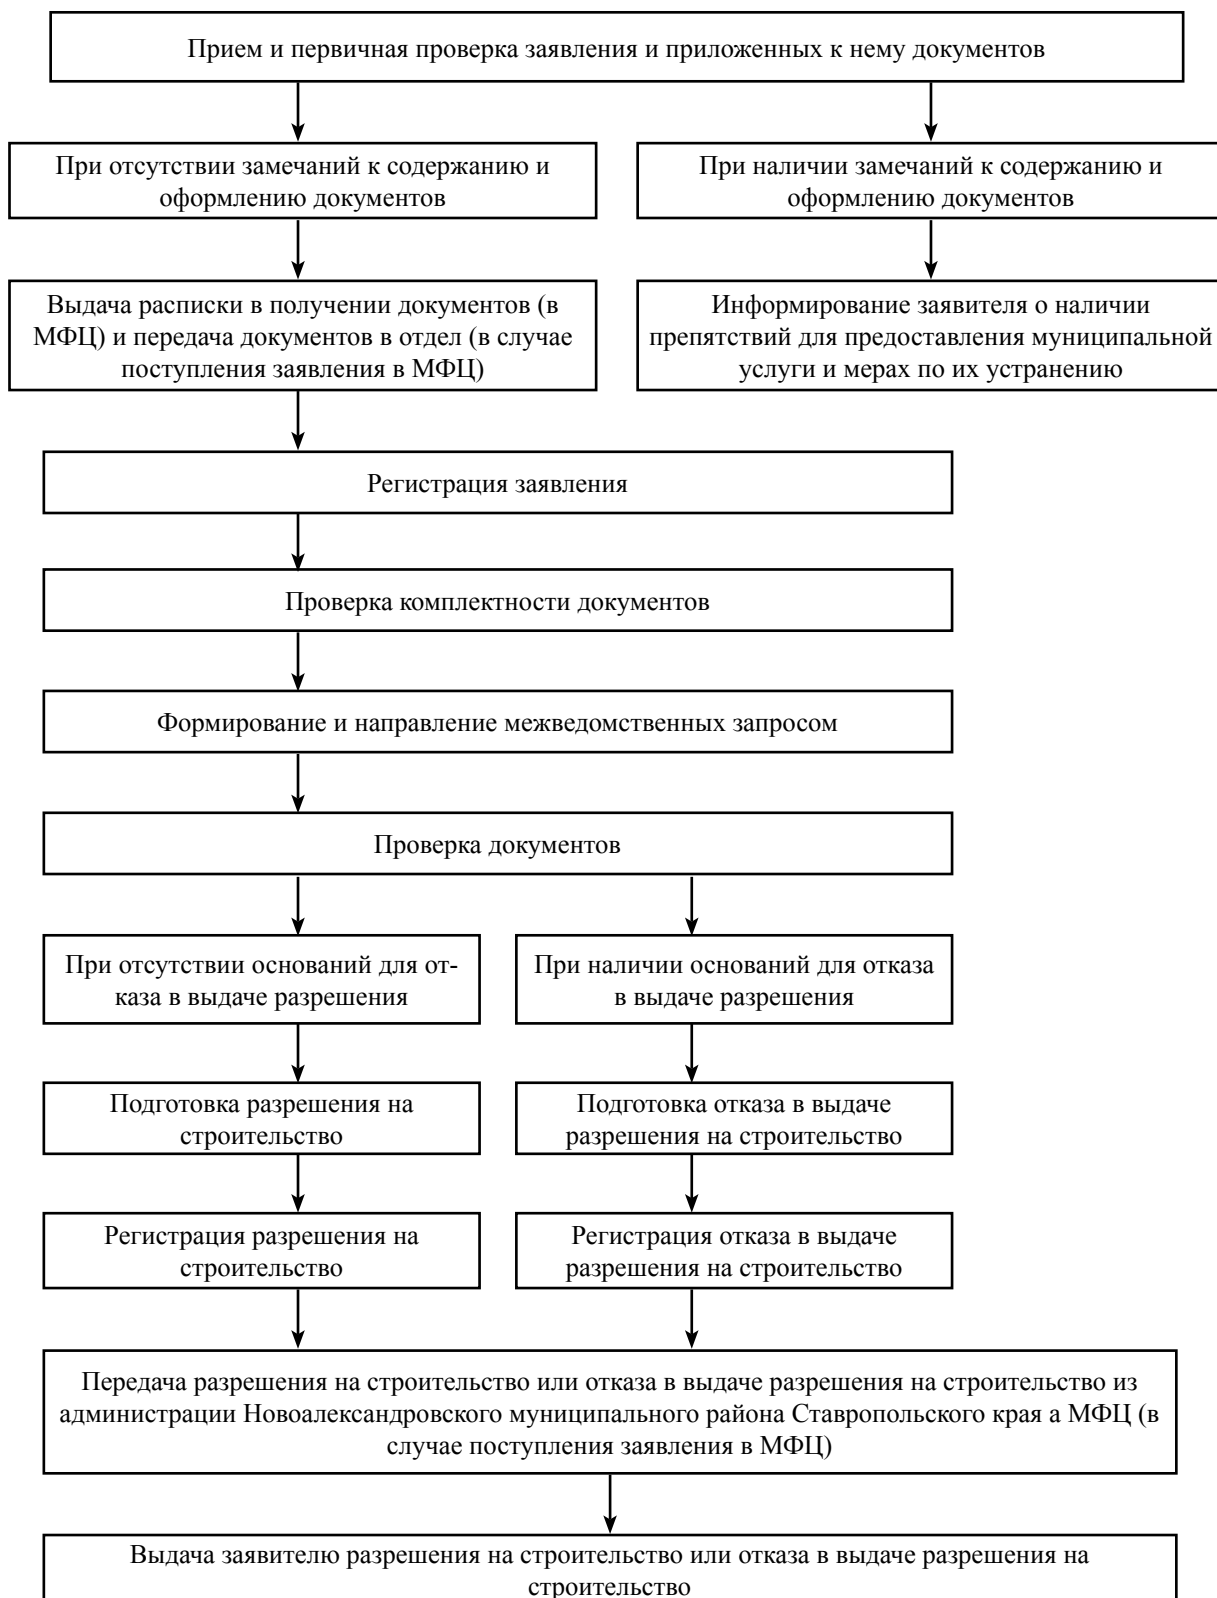 Прием и первичная проверка заявления и приложенных к нему документов
При отсутствии замечаний к содержанию и
оформлению документов
При наличии замечаний к содержанию и
оформлению документов
Выдача расписки в получении документов (в
МФЦ) и передача документов в отдел (в случае
поступления заявления в МФЦ)
Информирование заявителя о наличии
препятствий для предоставления муниципальной
услуги и мерах по их устранению
Регистрация заявления
Проверка комплектности документов
Формирование и направление межведомственных запросом
Проверка документов
При отсутствии оснований для от-
каза в выдаче разрешения
При наличии оснований для отказа
в выдаче разрешения
Подготовка разрешения на
строительство
Подготовка отказа в выдаче
разрешения на строительство
Регистрация разрешения на
строительство
Регистрация отказа в выдаче
разрешения на строительство
Передача разрешения на строительство или отказа в выдаче разрешения на строительство из
администрации Новоалександровского муниципального района Ставропольского края а МФЦ (в
случае поступления заявления в МФЦ)
Выдача заявителю разрешения на строительство или отказа в выдаче разрешения на
строительство